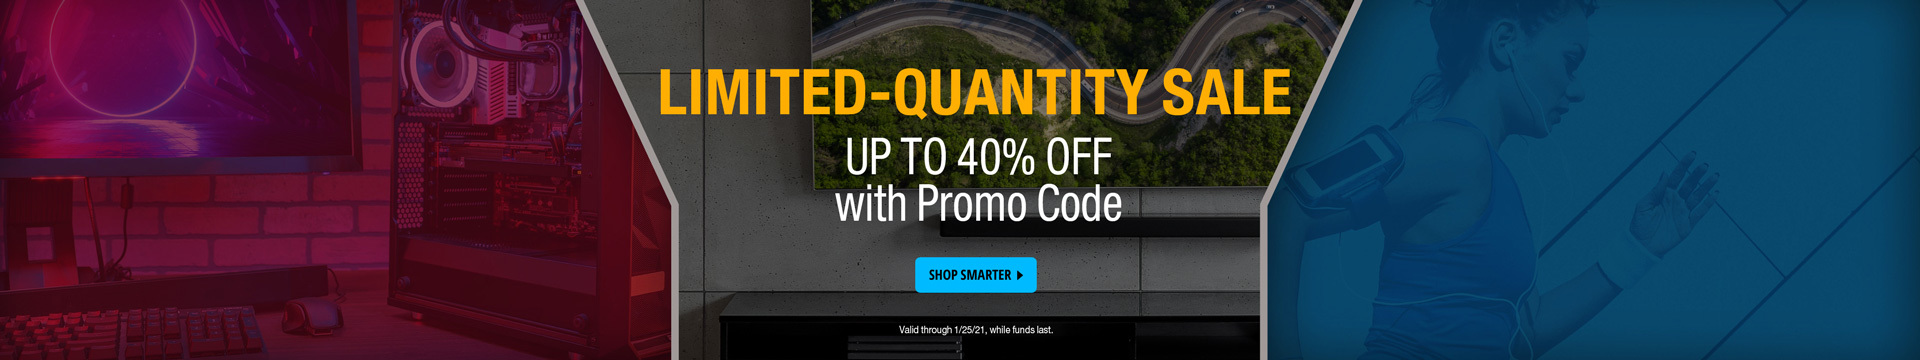 LIMITED-QUANTITY SALE
UP TO 40% OFF
with Promo Code
SHOP SMARTER
Valid through 1/25/21, while funds last.